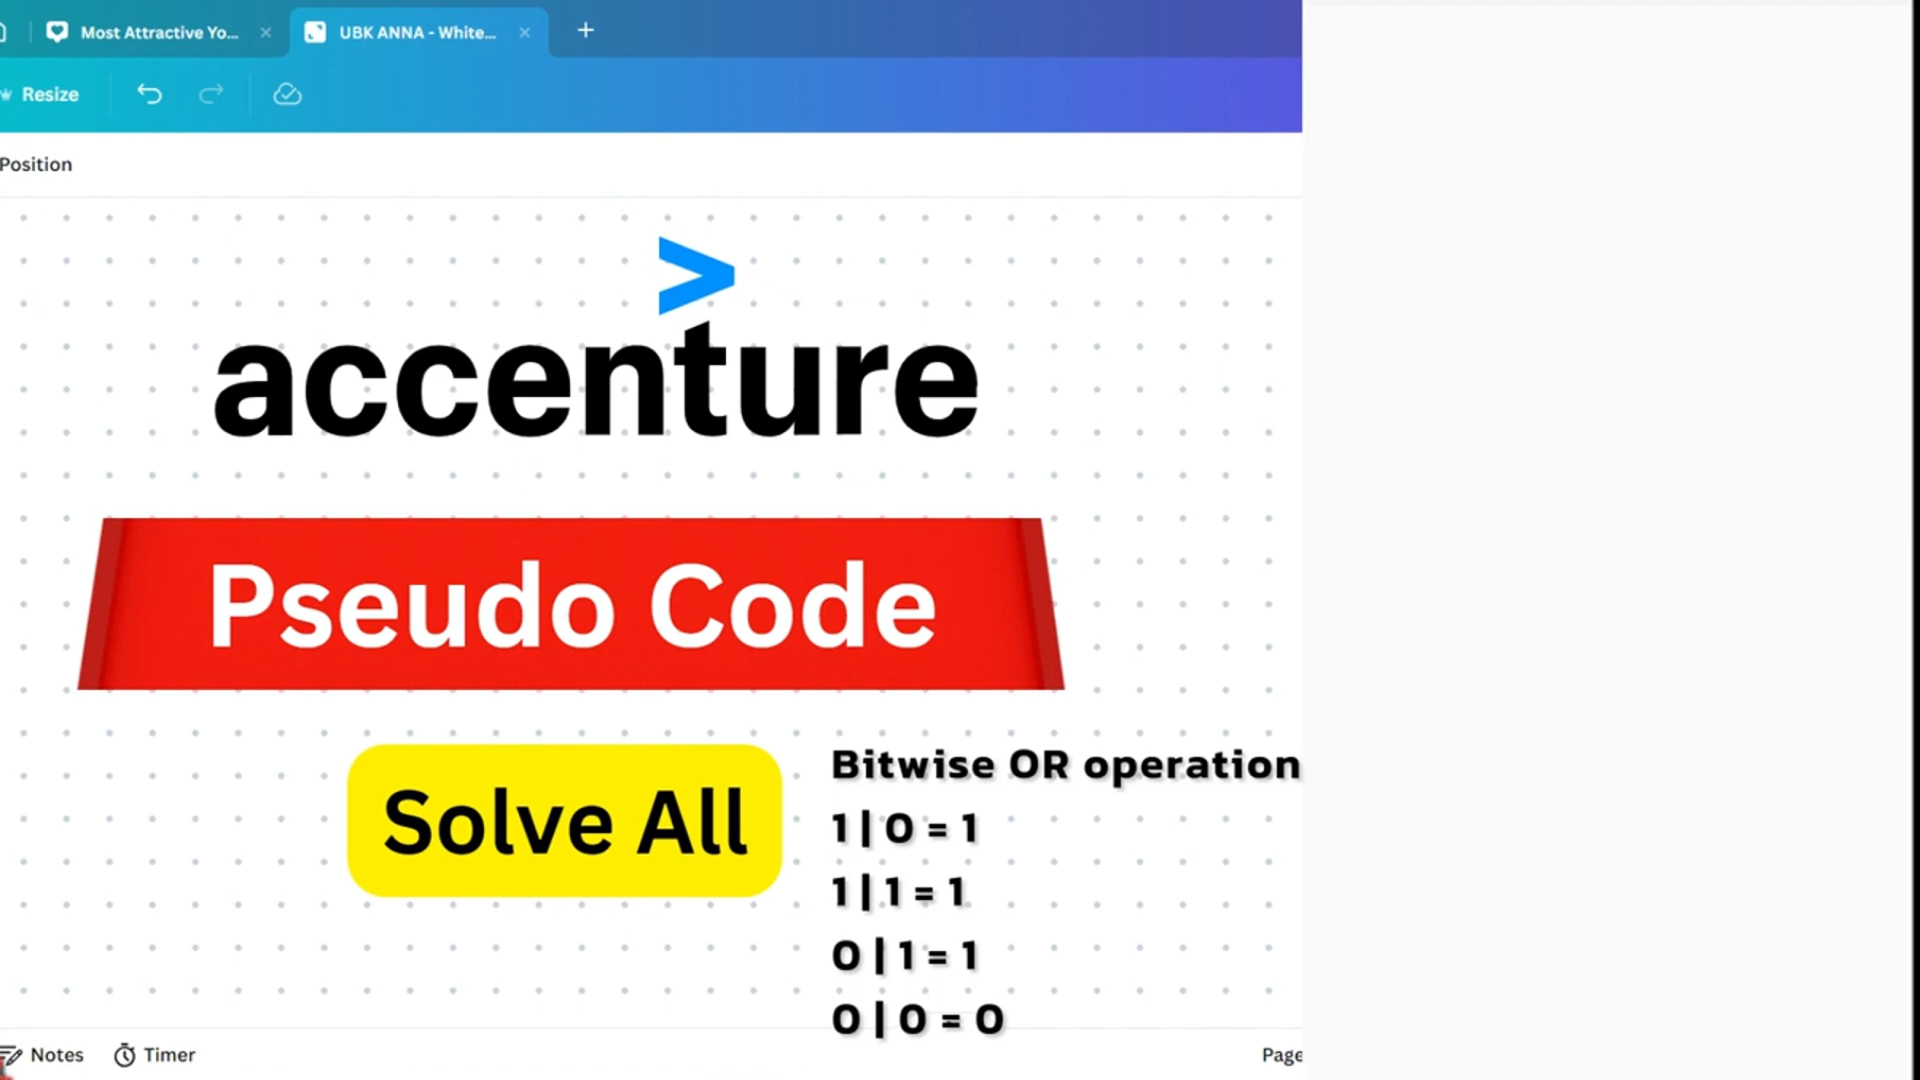 Most Attractive Yo...
UBK ANNA - White...
Resize
Position
>
accenture
Pseudo Code
Solve All
Bitwise OR operation
1 | 0 = 1
1 | 1 = 1
0 | 1 = 1
0 | 0 = 0
Notes
Timer
Page